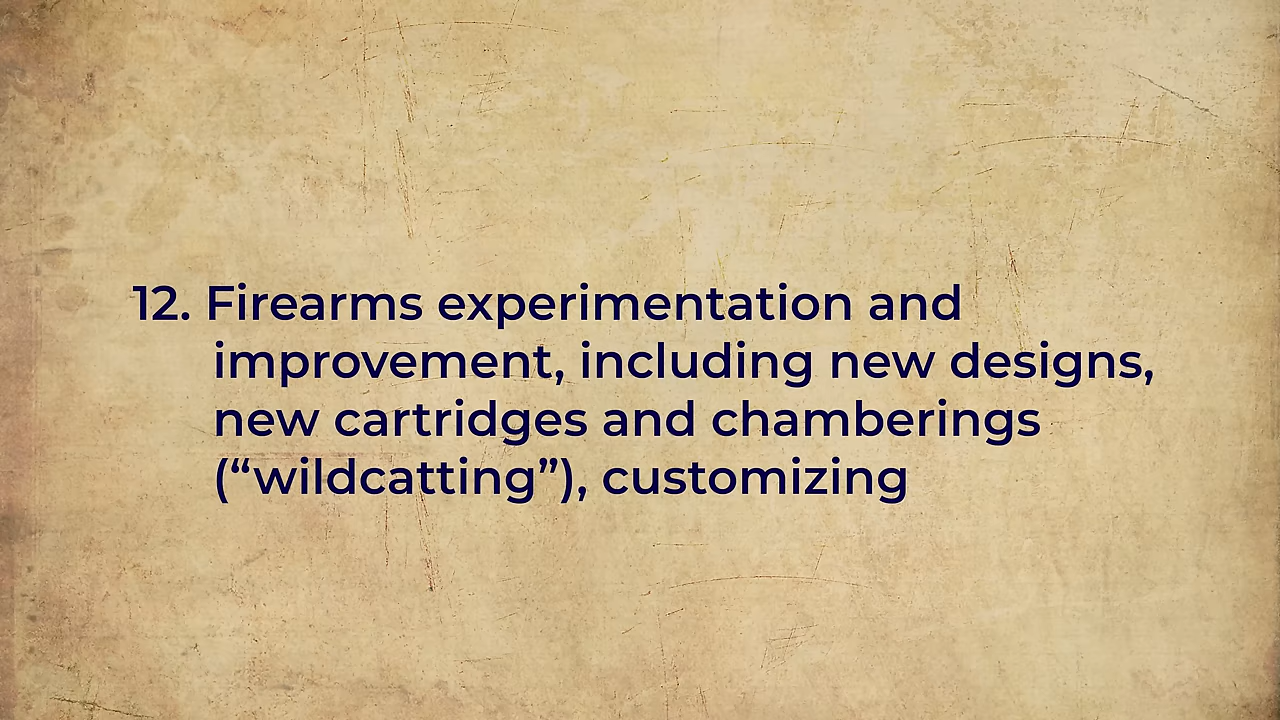 12. Firearms experimentation and
improvement, including new designs,
new cartridges and chamberings
(“wildcatting”), customizing